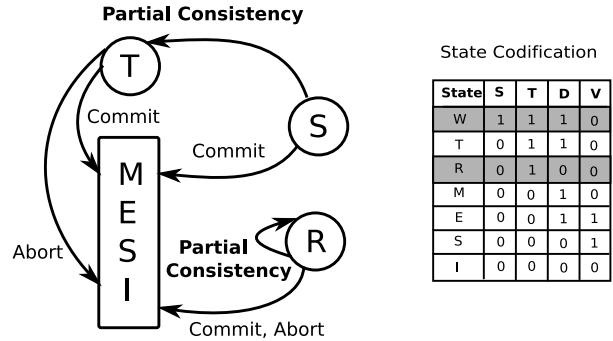 Partial Consistency
T
Commit
S
Commit
M
E
S
I
Abort
Partial
Consistency
R
Commit, Abort
State Codification
State S T D V
W 1 1 1 0
T 0 1 1 0
R 0 1 0 0
M 0 0 1 0
E 0 0 1 1
S 0 0 0 1
I 0 0 0 0